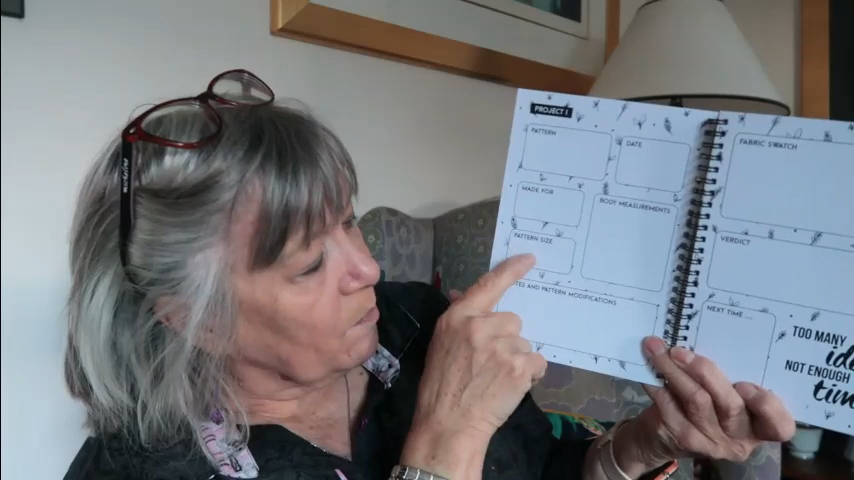 PROJECT 1
PATTERN
DATE
MADE FOR
BODY MEASUREMENTS
PATTERN SIZE
AND PATTERN MODIFICATIONS
FABRIC SWATCH
VERDICT
NEXT TIME ...
TOO MANY
NOT ENOUGH